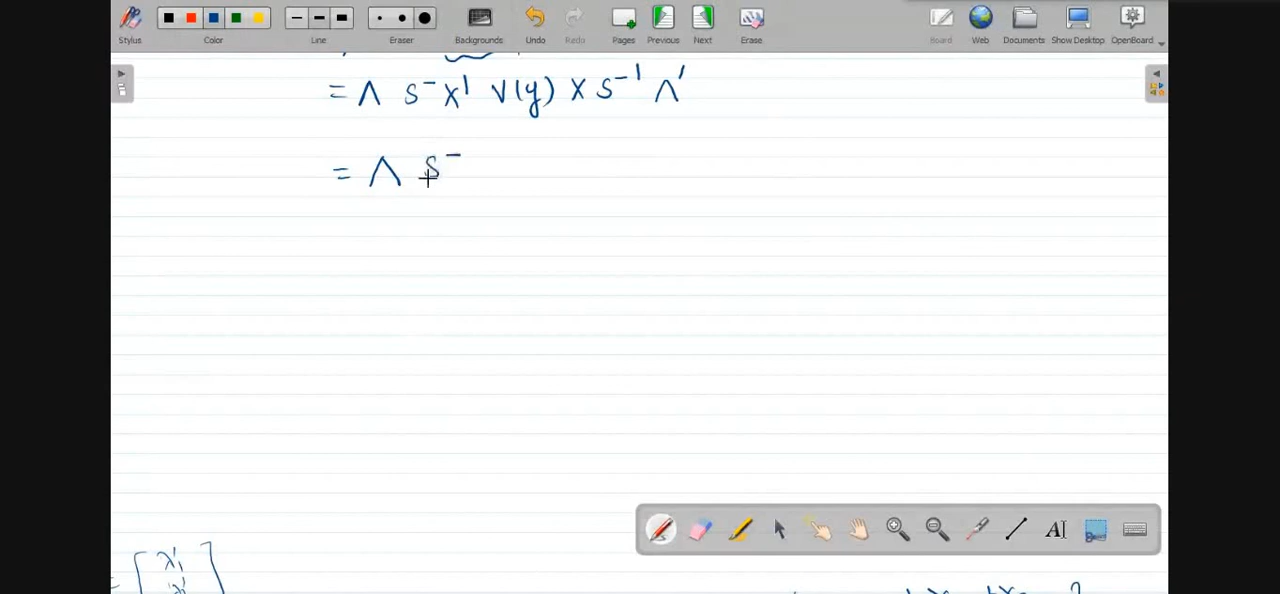 Stylus Color Line Eraser Backgrounds Undo Redo Pages Previous Next Erase Board Web Documents Show Desktop OpenBoard
= Λ S⁻X' V(y) X S⁻' Λ'
= Λ S⁻
= [λ'₁